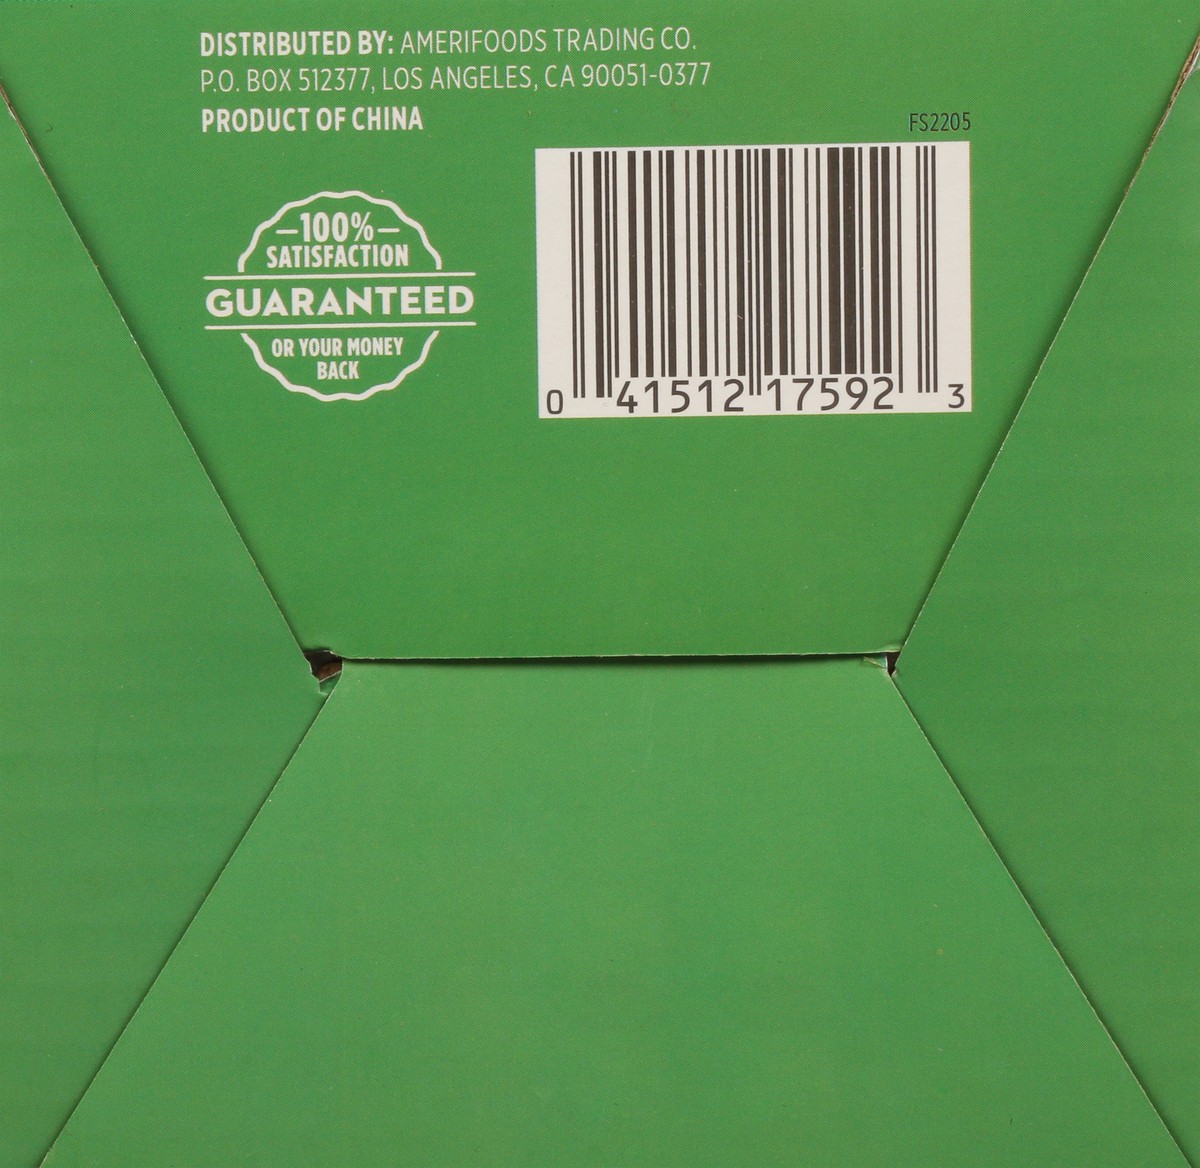 DISTRIBUTED BY: AMERIFOODS TRADING CO.
P.O. BOX 512377, LOS ANGELES, CA 90051-0377
PRODUCT OF CHINA
FS2205
–100%–
SATISFACTION
GUARANTEED
OR YOUR MONEY
BACK
0 41512 17592 3